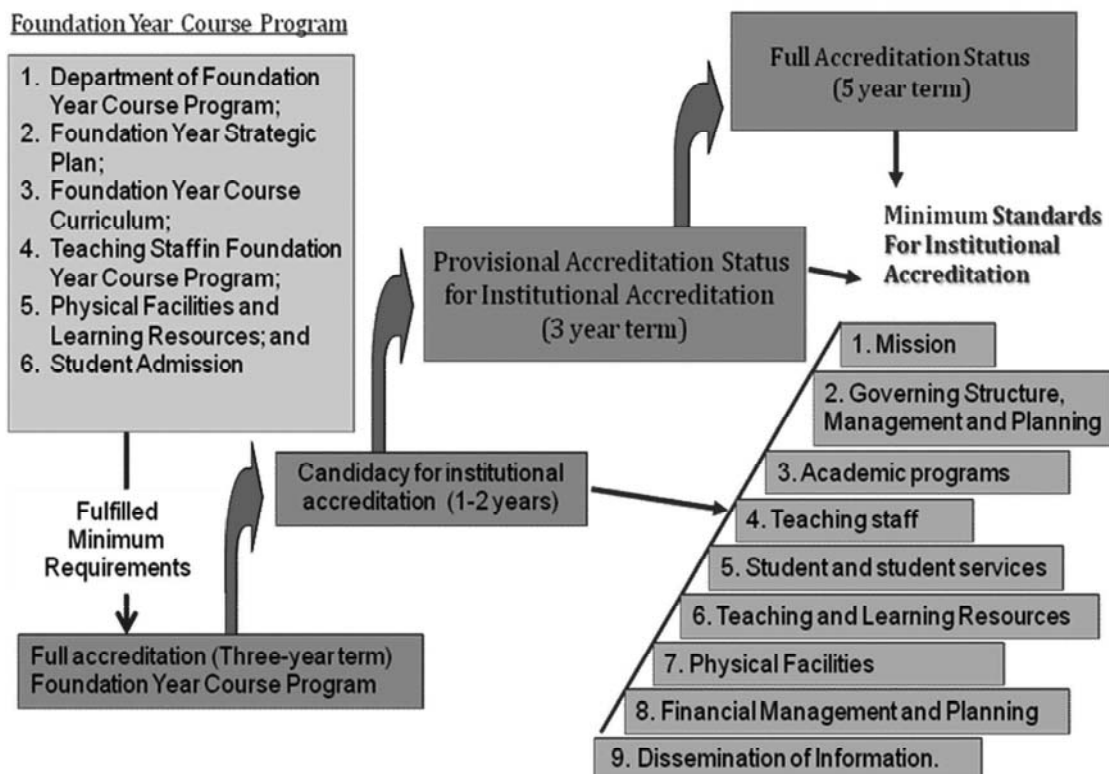 Foundation Year Course Program
1. Department of Foundation
Year Course Program;
2. Foundation Year Strategic
Plan;
3. Foundation Year Course
Curriculum;
4. Teaching Staffin Foundation
Year Course Program;
5. Physical Facilities and
Learning Resources; and
6. Student Admission
Fulfilled
Minimum
Requirements
Full accreditation (Three-year term)
Foundation Year Course Program
Candidacy for institutional
accreditation (1-2 years)
Provisional Accreditation Status
for Institutional Accreditation
(3 year term)
Full Accreditation Status
(5 year term)
Minimum Standards
For Institutional
Accreditation
1. Mission
2. Governing Structure,
Management and Planning
3. Academic programs
4. Teaching staff
5. Student and student services
6. Teaching and Learning Resources
7. Physical Facilities
8. Financial Management and Planning
9. Dissemination of Information.